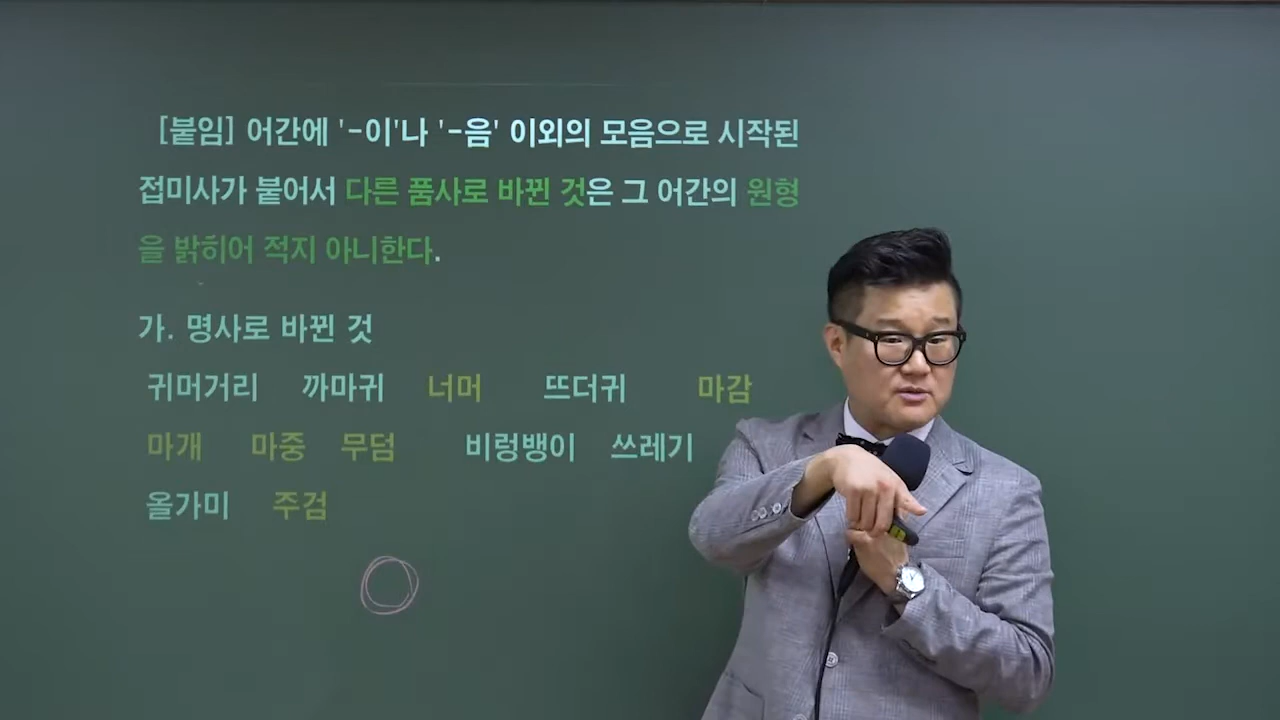 [붙임] 어간에 '-이'나 '-음' 이외의 모음으로 시작된
접미사가 붙어서 다른 품사로 바뀐 것은 그 어간의 원형
을 밝히어 적지 아니한다.
가. 명사로 바뀐 것
귀머거리 까마귀 너머 뜨더귀 마감
마개 마중 무덤 비렁뱅이 쓰레기
올가미 주검